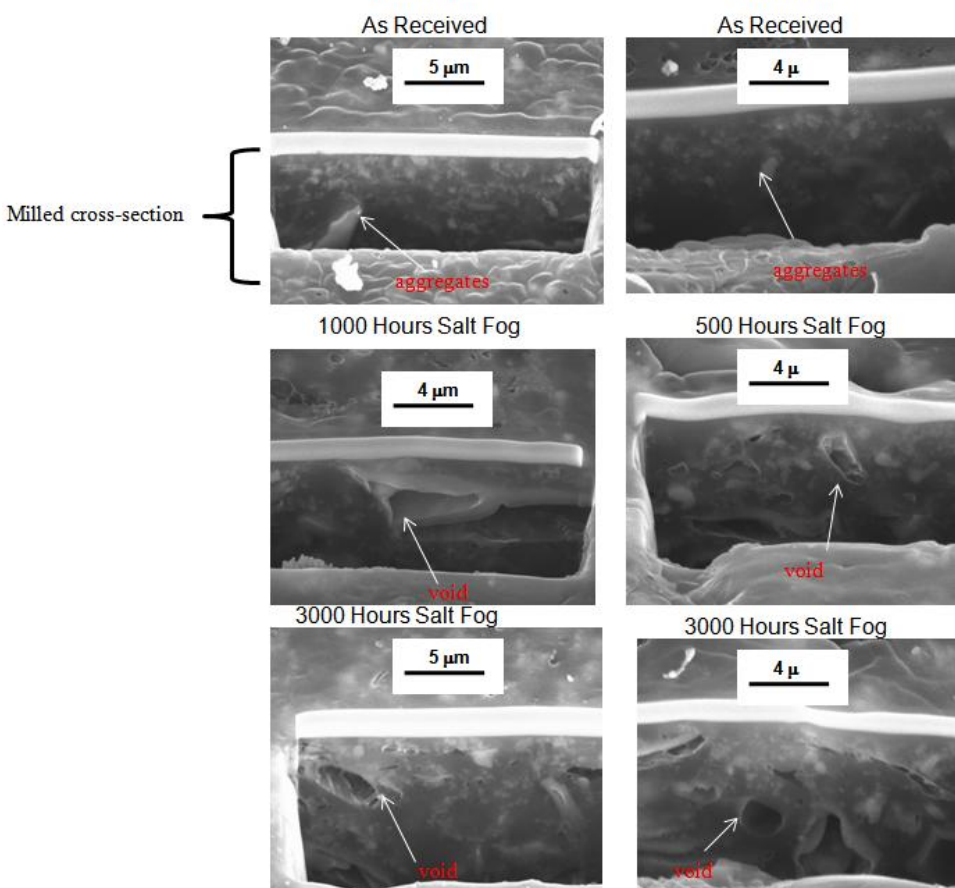 As Received
As Received
5 μm
4 μ
Milled cross-section
aggregates
aggregates
1000 Hours Salt Fog
500 Hours Salt Fog
4 μm
4 μ
void
void
3000 Hours Salt Fog
3000 Hours Salt Fog
5 μm
4 μ
void
void